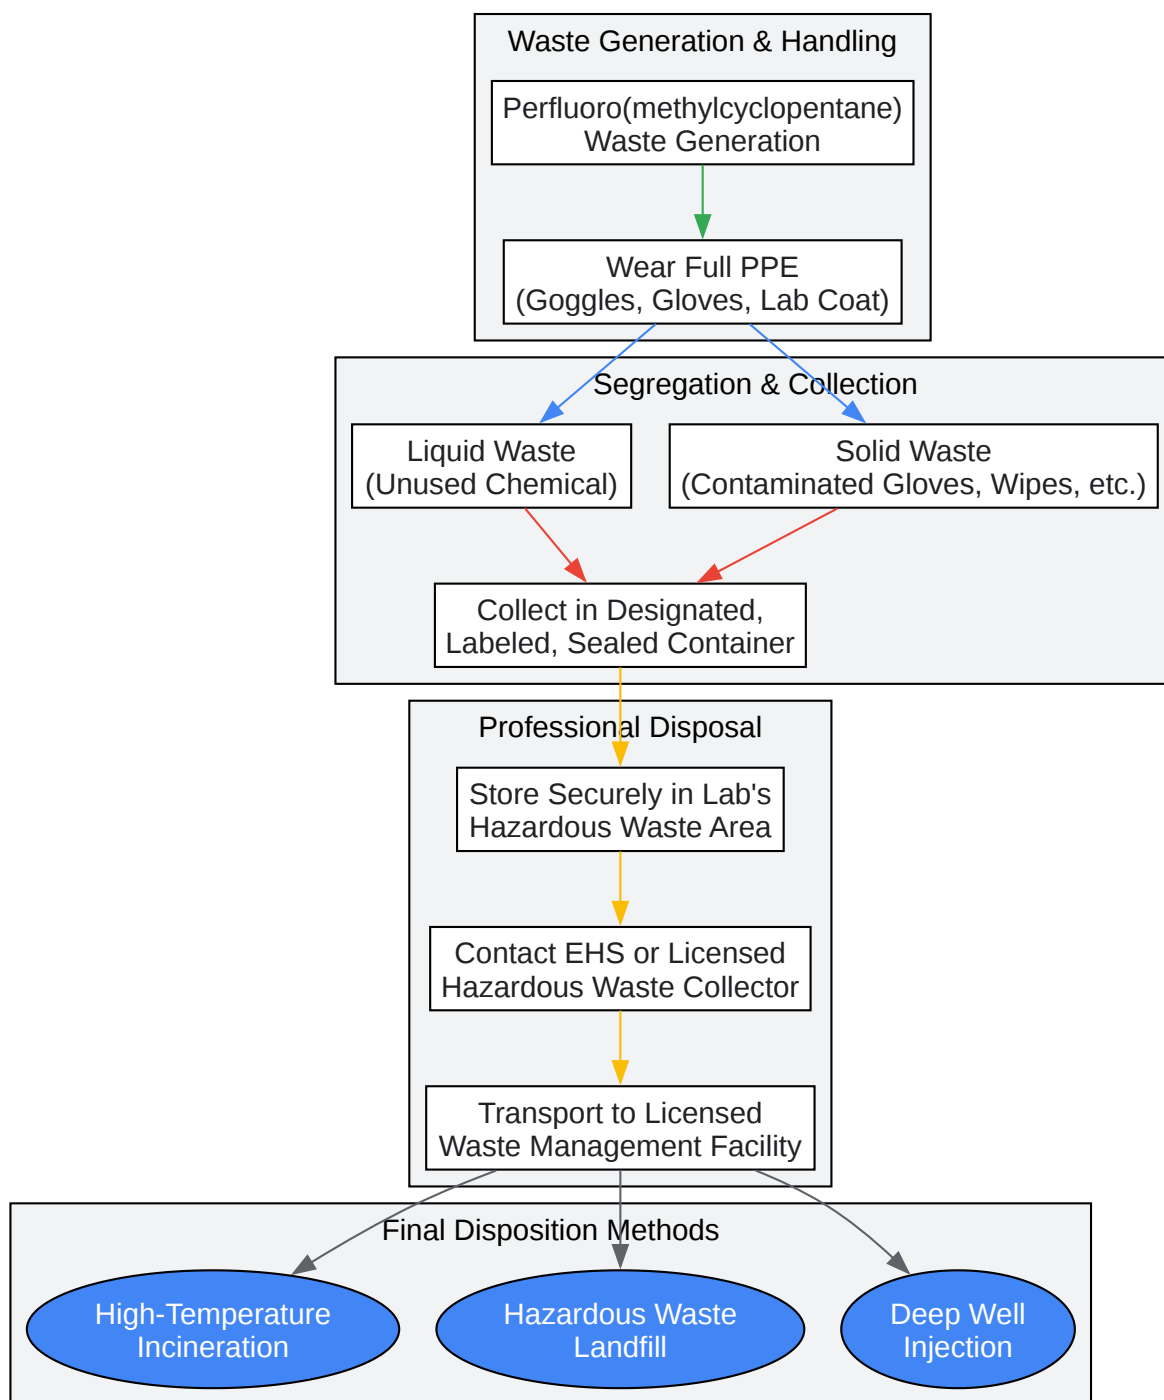 Waste Generation & Handling
Perfluoro(methylcyclopentane)
Waste Generation
Wear Full PPE
(Goggles, Gloves, Lab Coat)
Segregation & Collection
Liquid Waste
(Unused Chemical)
Solid Waste
(Contaminated Gloves, Wipes, etc.)
Collect in Designated,
Labeled, Sealed Container
Professional Disposal
Store Securely in Lab's
Hazardous Waste Area
Contact EHS or Licensed
Hazardous Waste Collector
Transport to Licensed
Waste Management Facility
Final Disposition Methods
High-Temperature
Incineration
Hazardous Waste
Landfill
Deep Well
Injection